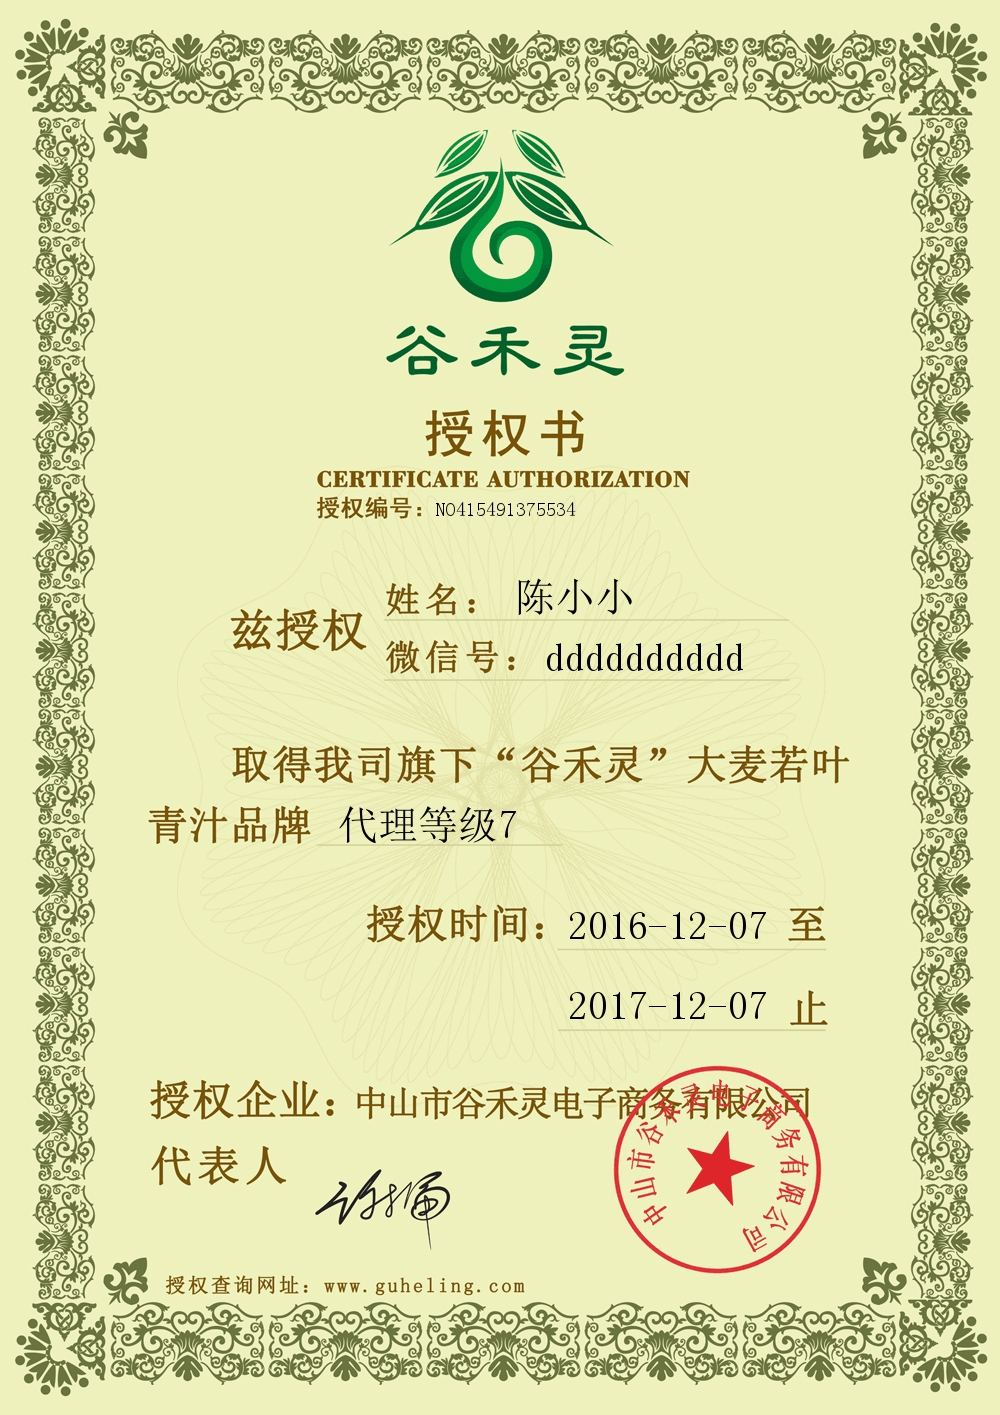 谷禾灵
授权书
CERTIFICATE AUTHORIZATION
授权编号：NO415491375534
兹授权
姓名： 陈小小
微信号： dddddddddd
取得我司旗下“谷禾灵”大麦若叶
青汁品牌 代理等级7
授权时间：2016-12-07 至
2017-12-07 止
授权企业：中山市谷禾灵电子商务有限公司
代表人
中山市谷禾灵电子商务有限公司
授权查询网址：www.guheling.com